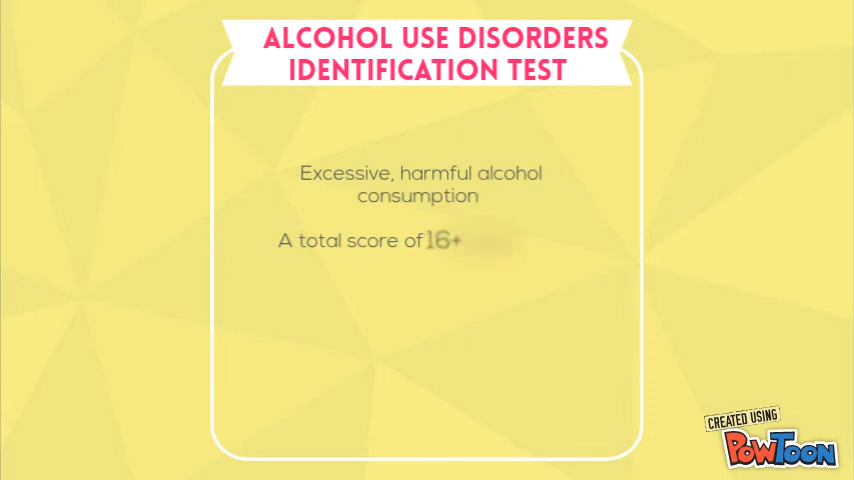 ALCOHOL USE DISORDERS
IDENTIFICATION TEST
Excessive, harmful alcohol
consumption
A total score of 16+
CREATED USING
POWTOON